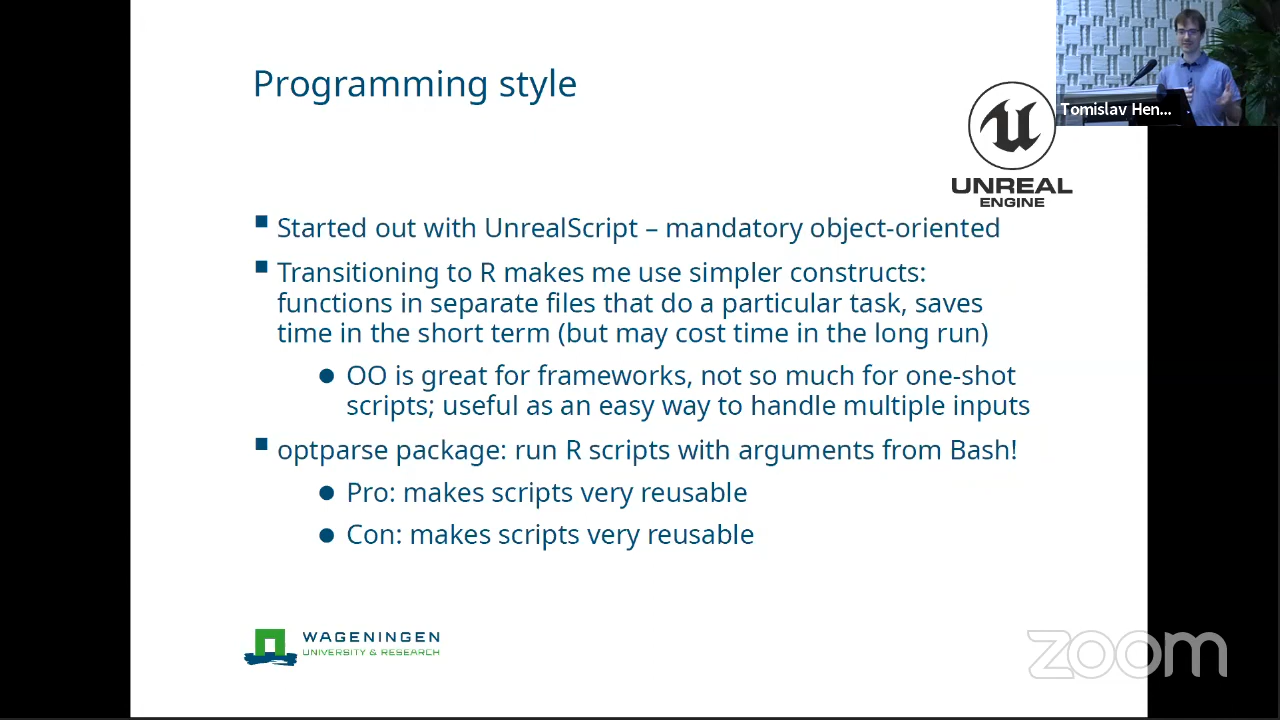 Programming style
Tomislav Hen...
UNREAL
ENGINE
Started out with UnrealScript – mandatory object-oriented
Transitioning to R makes me use simpler constructs:
functions in separate files that do a particular task, saves
time in the short term (but may cost time in the long run)
OO is great for frameworks, not so much for one-shot
scripts; useful as an easy way to handle multiple inputs
optparse package: run R scripts with arguments from Bash!
Pro: makes scripts very reusable
Con: makes scripts very reusable
WAGENINGEN
UNIVERSITY & RESEARCH
zoom